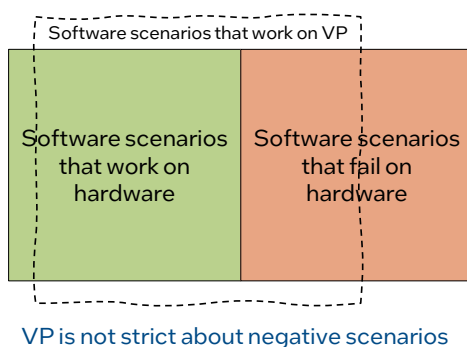 Software scenarios that work on VP
Software scenarios
that work on
hardware
Software scenarios
that fail on
hardware
VP is not strict about negative scenarios